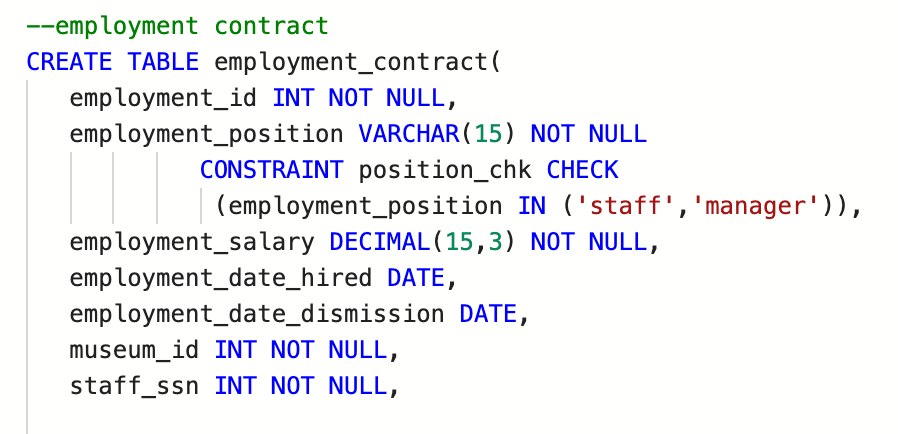 --employment contract
CREATE TABLE employment_contract(
employment_id INT NOT NULL,
employment_position VARCHAR(15) NOT NULL
CONSTRAINT position_chk CHECK
(employment_position IN ('staff','manager')),
employment_salary DECIMAL(15,3) NOT NULL,
employment_date_hired DATE,
employment_date_dismission DATE,
museum_id INT NOT NULL,
staff_ssn INT NOT NULL,